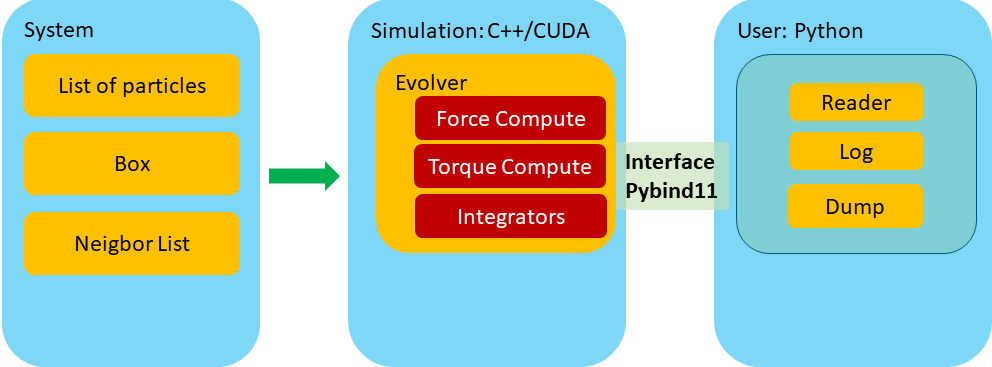 System
List of particles
Box
Neigbor List
Simulation: C++/CUDA
Evolver
Force Compute
Torque Compute
Integrators
Interface
Pybind11
User: Python
Reader
Log
Dump